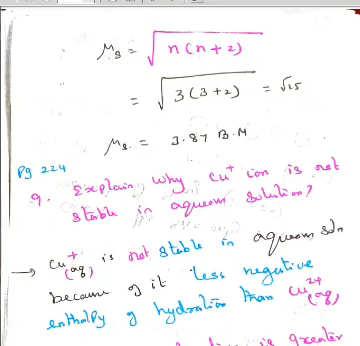 μs = √n(n+2)
= √3(3+2) = √15
μs = 3.87 B.M
Pg 224
9. Explain why Cu+ ion is not
stable in aqueous solution?
→ Cu+(aq) is not stable in aqueous soln
because of it less negative
enthalpy of hydration than Cu2+(aq)
is greater